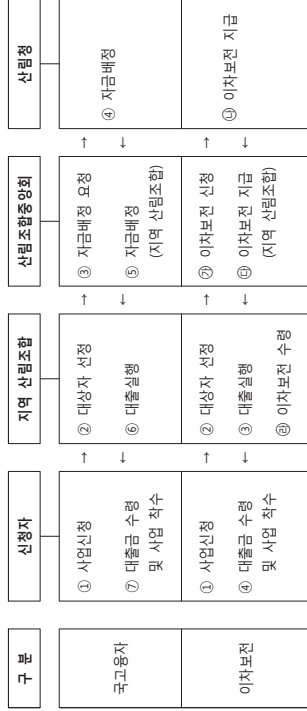 구 분
신청자
지역 산림조합
산림조합중앙회
산림청
국고융자
① 사업신청
⑦ 대출금 수령
및 사업 착수
→
←
② 대상자 선정
⑥ 대출실행
→
←
③ 자금배정 요청
⑤ 자금배정
(지역 산림조합)
→
←
④ 자금배정
이차보전
① 사업신청
④ 대출금 수령
및 사업 착수
→
←
② 대상자 선정
③ 대출실행
㉱ 이차보전 수령
→
←
㉮ 이차보전 신청
㉰ 이차보전 지급
(지역 산림조합)
→
←
㉯ 이차보전 지급